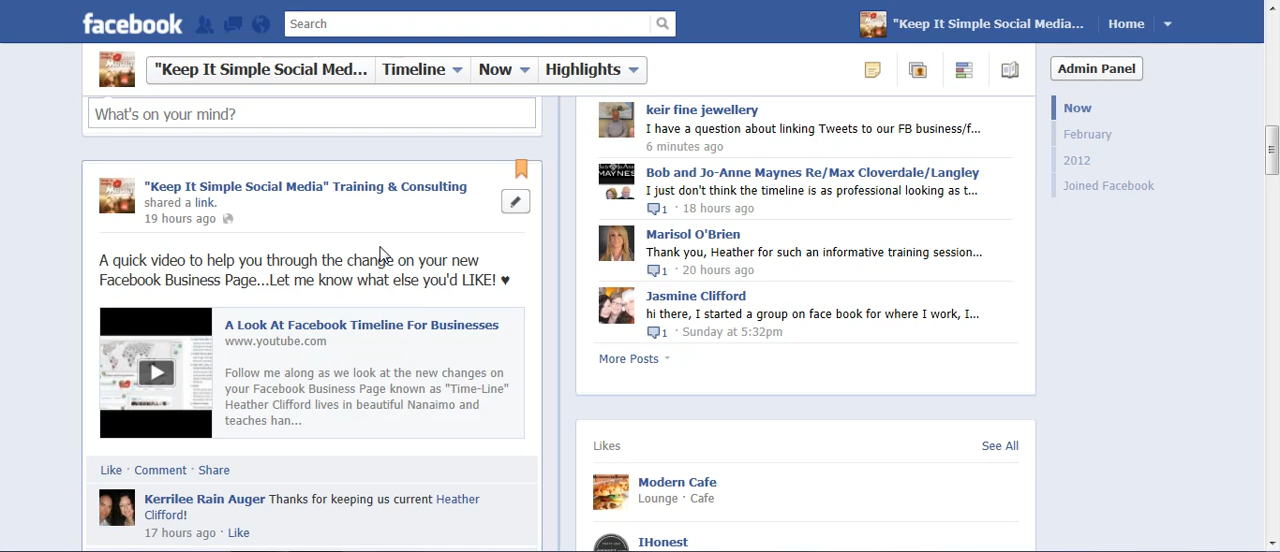 facebook
Search
"Keep It Simple Social Media...
Home
"Keep It Simple Social Med...
Timeline
Now
Highlights
Admin Panel
Now
February
2012
Joined Facebook
What's on your mind?
"Keep It Simple Social Media" Training & Consulting
shared a link.
19 hours ago
A quick video to help you through the change on your new
Facebook Business Page...Let me know what else you'd LIKE! ♥
A Look At Facebook Timeline For Businesses
www.youtube.com
Follow me along as we look at the new changes on
your Facebook Business Page known as "Time-Line"
Heather Clifford lives in beautiful Nanaimo and
teaches han...
Like · Comment · Share
Kerrilee Rain Auger Thanks for keeping us current Heather
Clifford!
17 hours ago · Like
keir fine jewellery
I have a question about linking Tweets to our FB business/f...
6 minutes ago
MAYNES
Bob and Jo-Anne Maynes Re/Max Cloverdale/Langley
I just don't think the timeline is as professional looking as t...
1 · 18 hours ago
Marisol O'Brien
Thank you, Heather for such an informative training session...
1 · 20 hours ago
Jasmine Clifford
hi there, I started a group on face book for where I work, I...
1 · Sunday at 5:32pm
More Posts
Likes
See All
Modern Cafe
Lounge · Cafe
IHonest